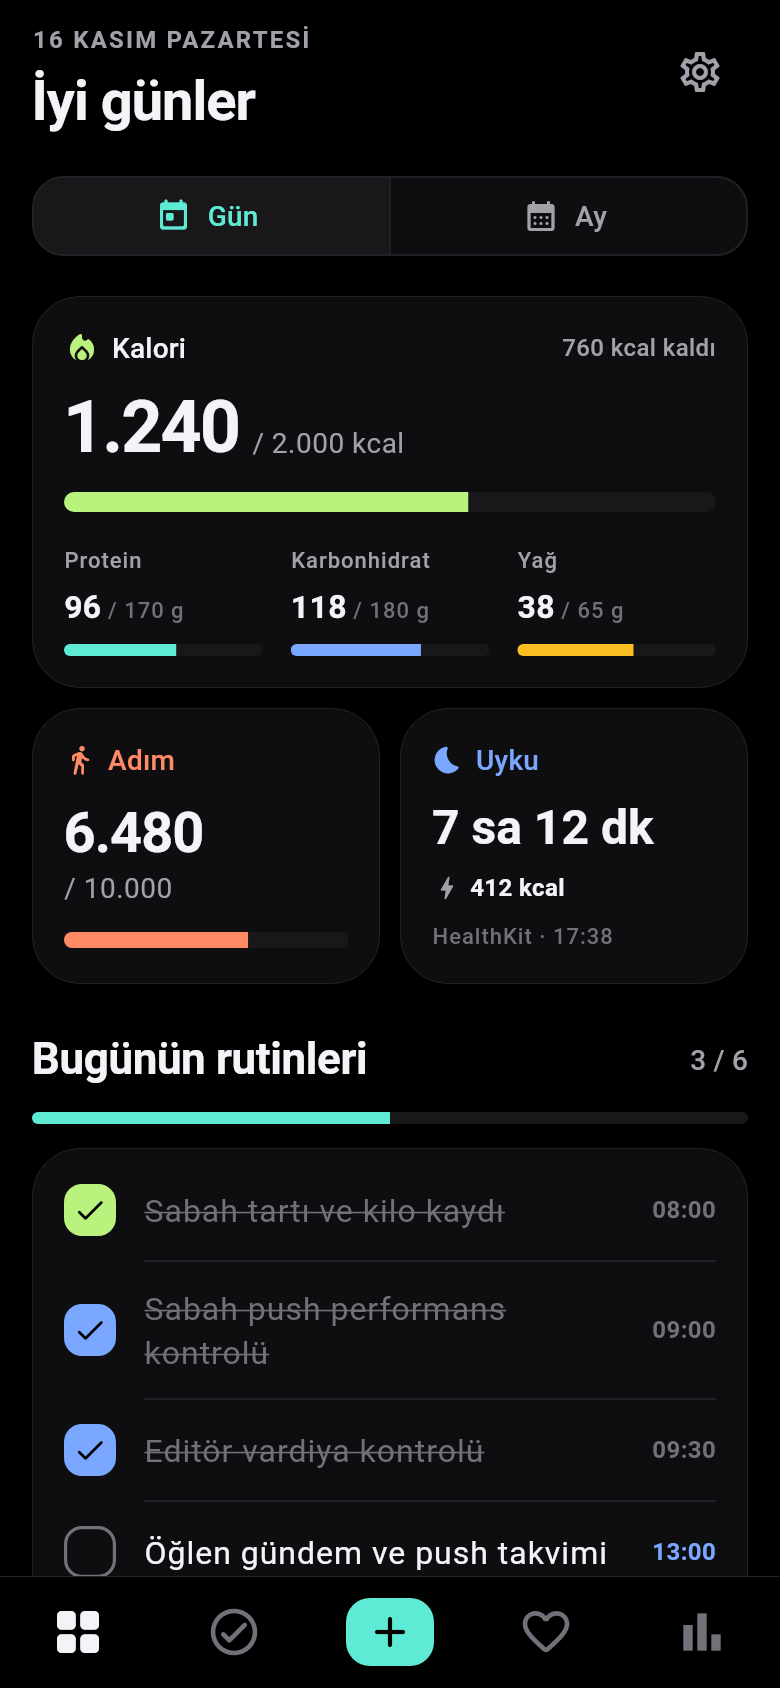 16 KASIM PAZARTESİ
İyi günler
Gün
Ay
Kalori
760 kcal kaldı
1.240 / 2.000 kcal
Protein
Karbonhidrat
Yağ
96 / 170 g
118 / 180 g
38 / 65 g
Adım
6.480
/ 10.000
Uyku
7 sa 12 dk
412 kcal
HealthKit · 17:38
Bugünün rutinleri
3 / 6
Sabah tartı ve kilo kaydı
08:00
Sabah push performans
kontrolü
09:00
Editör vardiya kontrolü
09:30
Öğlen gündem ve push takvimi
13:00